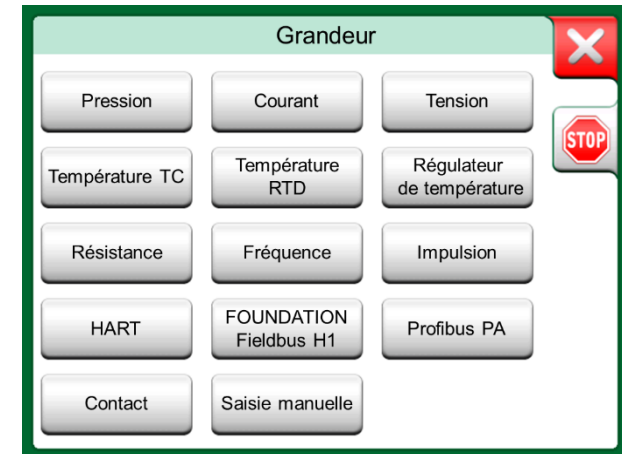 Grandeur
Pression
Courant
Tension
STOP
Température TC
Température
RTD
Régulateur
de température
Résistance
Fréquence
Impulsion
HART
FOUNDATION
Fieldbus H1
Profibus PA
Contact
Saisie manuelle